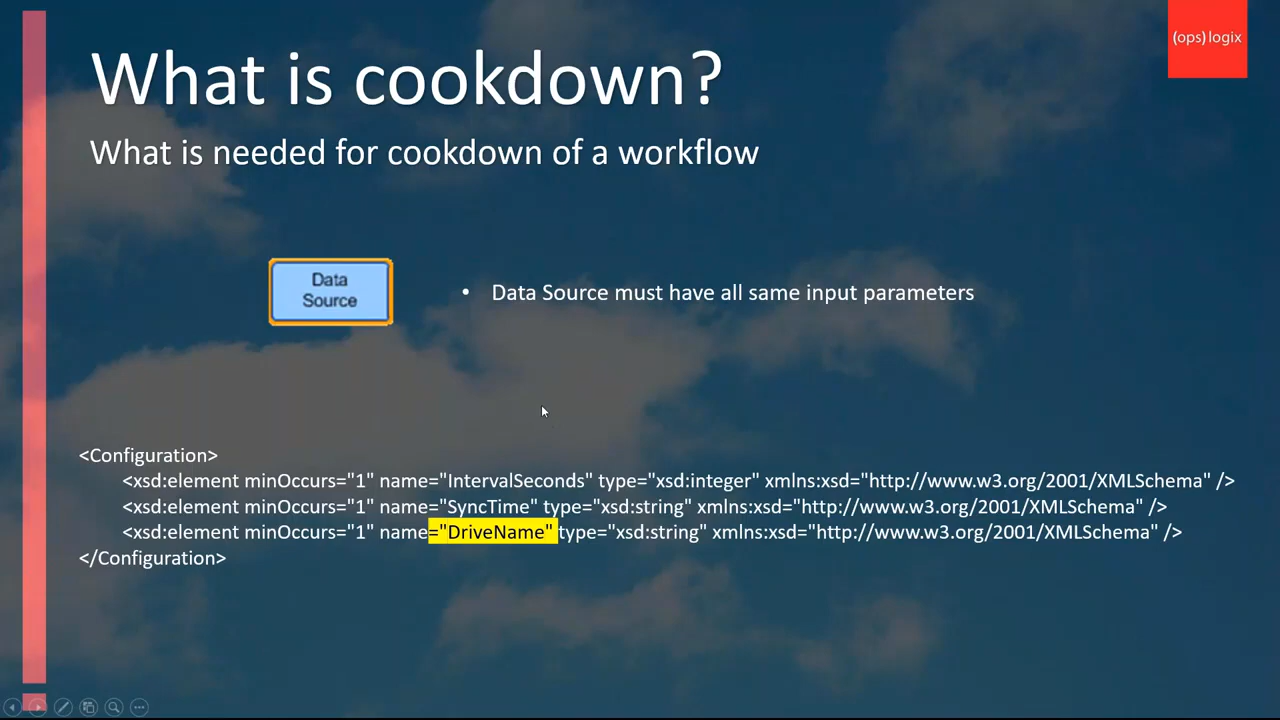 (ops) logix
What is cookdown?
What is needed for cookdown of a workflow
Data
Source
• Data Source must have all same input parameters
<Configuration>
<xsd:element minOccurs="1" name="IntervalSeconds" type="xsd:integer" xmlns:xsd="http://www.w3.org/2001/XMLSchema" />
<xsd:element minOccurs="1" name="SyncTime" type="xsd:string" xmlns:xsd="http://www.w3.org/2001/XMLSchema" />
<xsd:element minOccurs="1" name="DriveName" type="xsd:string" xmlns:xsd="http://www.w3.org/2001/XMLSchema" />
</Configuration>